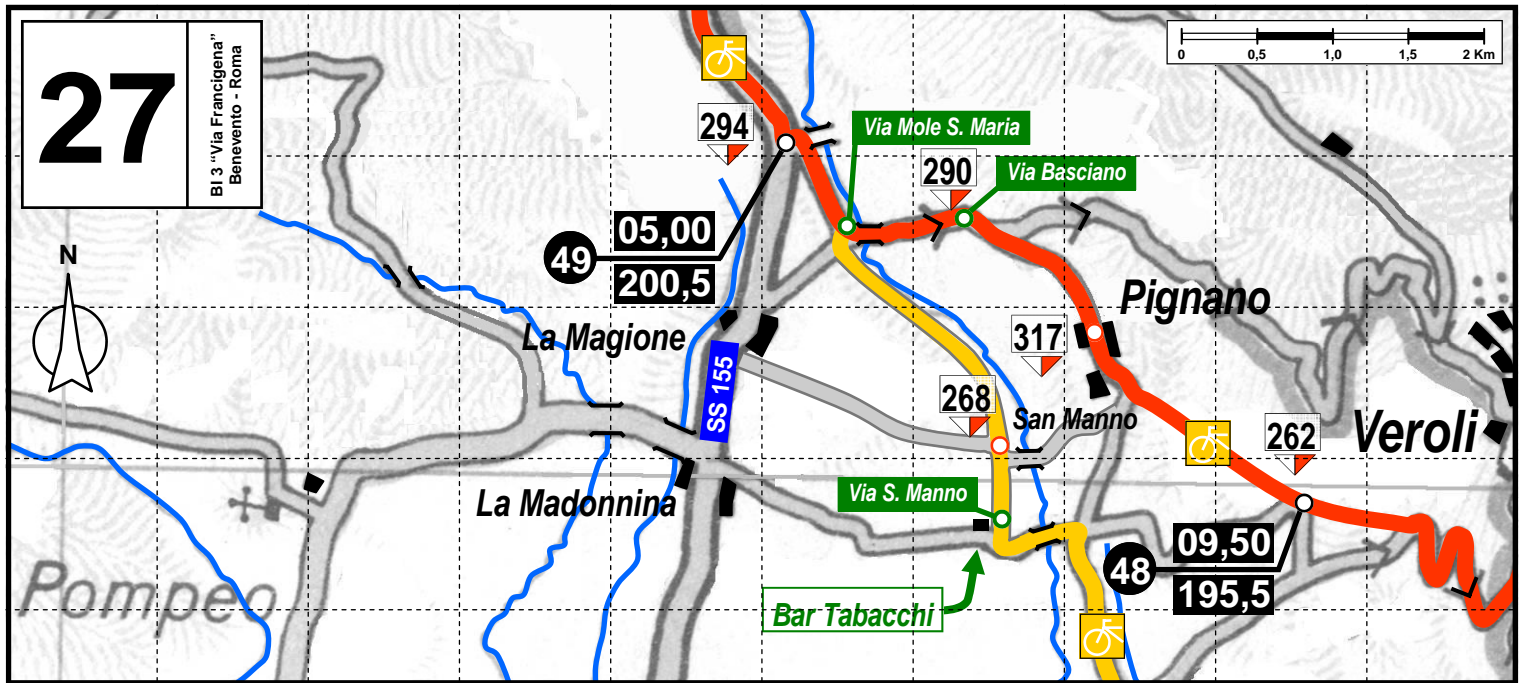 27
BI 3 “Via Francigena”
Benevento - Roma
0 0,5 1,0 1,5 2 Km
294
Via Mole S. Maria
290
Via Basciano
05,00
49
200,5
N
Pignano
La Magione
317
SS 155
268
San Manno
262
Veroli
Via S. Manno
La Madonnina
09,50
48
195,5
Pompeo
Bar Tabacchi